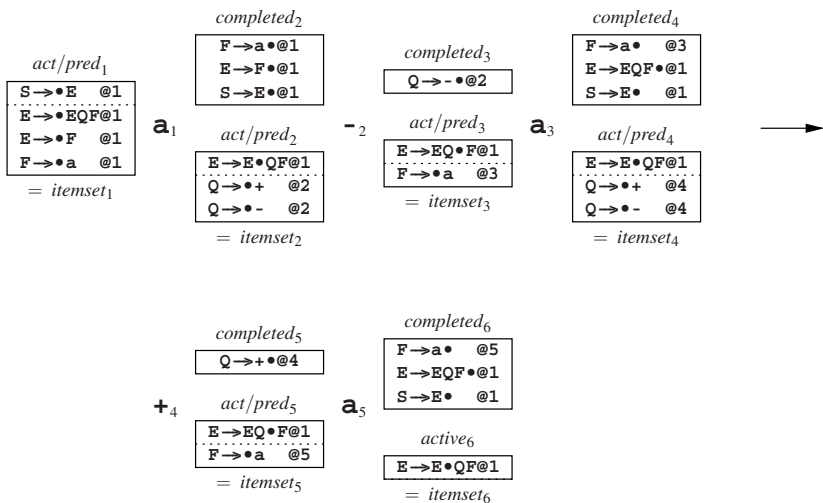 act/pred₁
S→•E @1
E→•EQF@1
E→•F @1
F→•a @1
= itemset₁
a₁
completed₂
F→a•@1
E→F•@1
S→E•@1
act/pred₂
E→E•QF@1
Q→•+ @2
Q→•- @2
= itemset₂
-₂
completed₃
Q→-•@2
act/pred₃
E→EQ•F@1
F→•a @3
= itemset₃
a₃
completed₄
F→a• @3
E→EQF•@1
S→E• @1
act/pred₄
E→E•QF@1
Q→•+ @4
Q→•- @4
= itemset₄
+₄
completed₅
Q→+•@4
act/pred₅
E→EQ•F@1
F→•a @5
= itemset₅
a₅
completed₆
F→a• @5
E→EQF•@1
S→E• @1
active₆
E→E•QF@1
= itemset₆